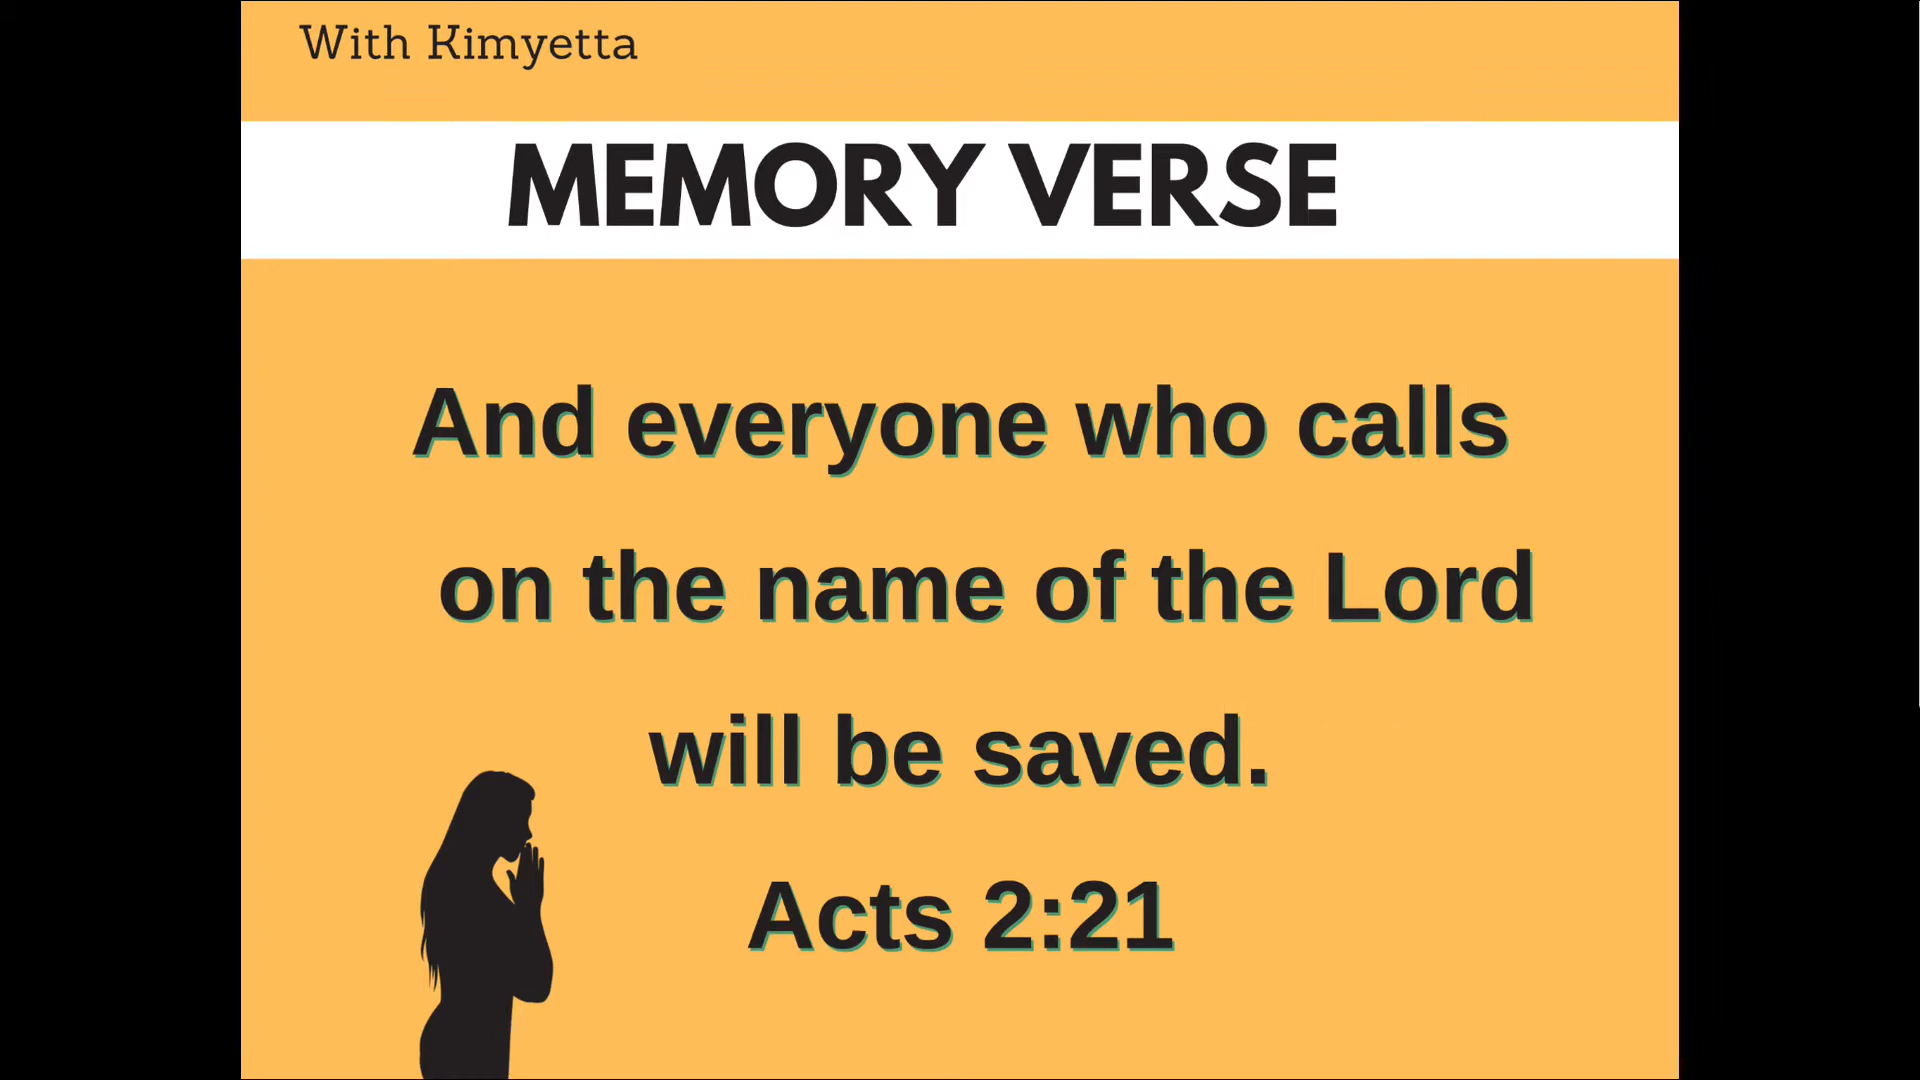 With Kimyetta
MEMORY VERSE
And everyone who calls
on the name of the Lord
will be saved.
Acts 2:21